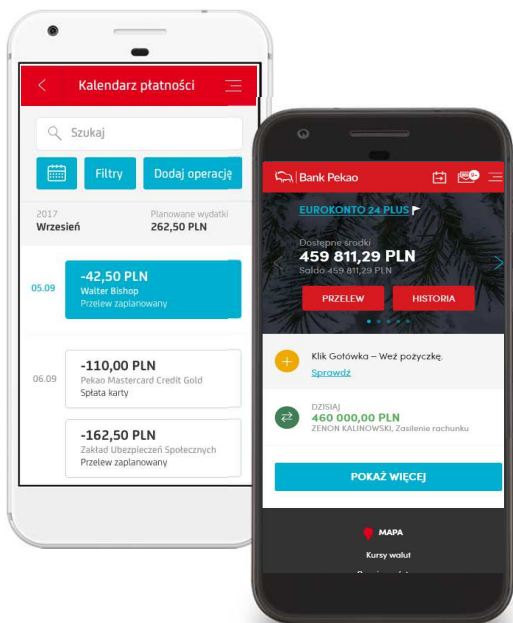 Kalendarz płatności
Szukaj
Filtry
Dodaj operację
2017
Planowane wydatki
Wrzesień
262,50 PLN
05.09
-42,50 PLN
Walter Bishop
Przelew zaplanowany
06.09
-110,00 PLN
Pekao Mastercard Credit Gold
Spłata karty
-162,50 PLN
Zakład Ubezpieczeń Społecznych
Przelew zaplanowany
Bank Pekao
9+
EUROKONTO 24 PLUS
Dostępne środki
459 811,29 PLN
Saldo 459 811,29 PLN
PRZELEW
HISTORIA
Klik Gotówka – Weź pożyczkę.
Sprawdź
DZISIAJ
460 000,00 PLN
ZENON KALINOWSKI, Zasilenie rachunku
POKAŻ WIĘCEJ
MAPA
Kursy walut